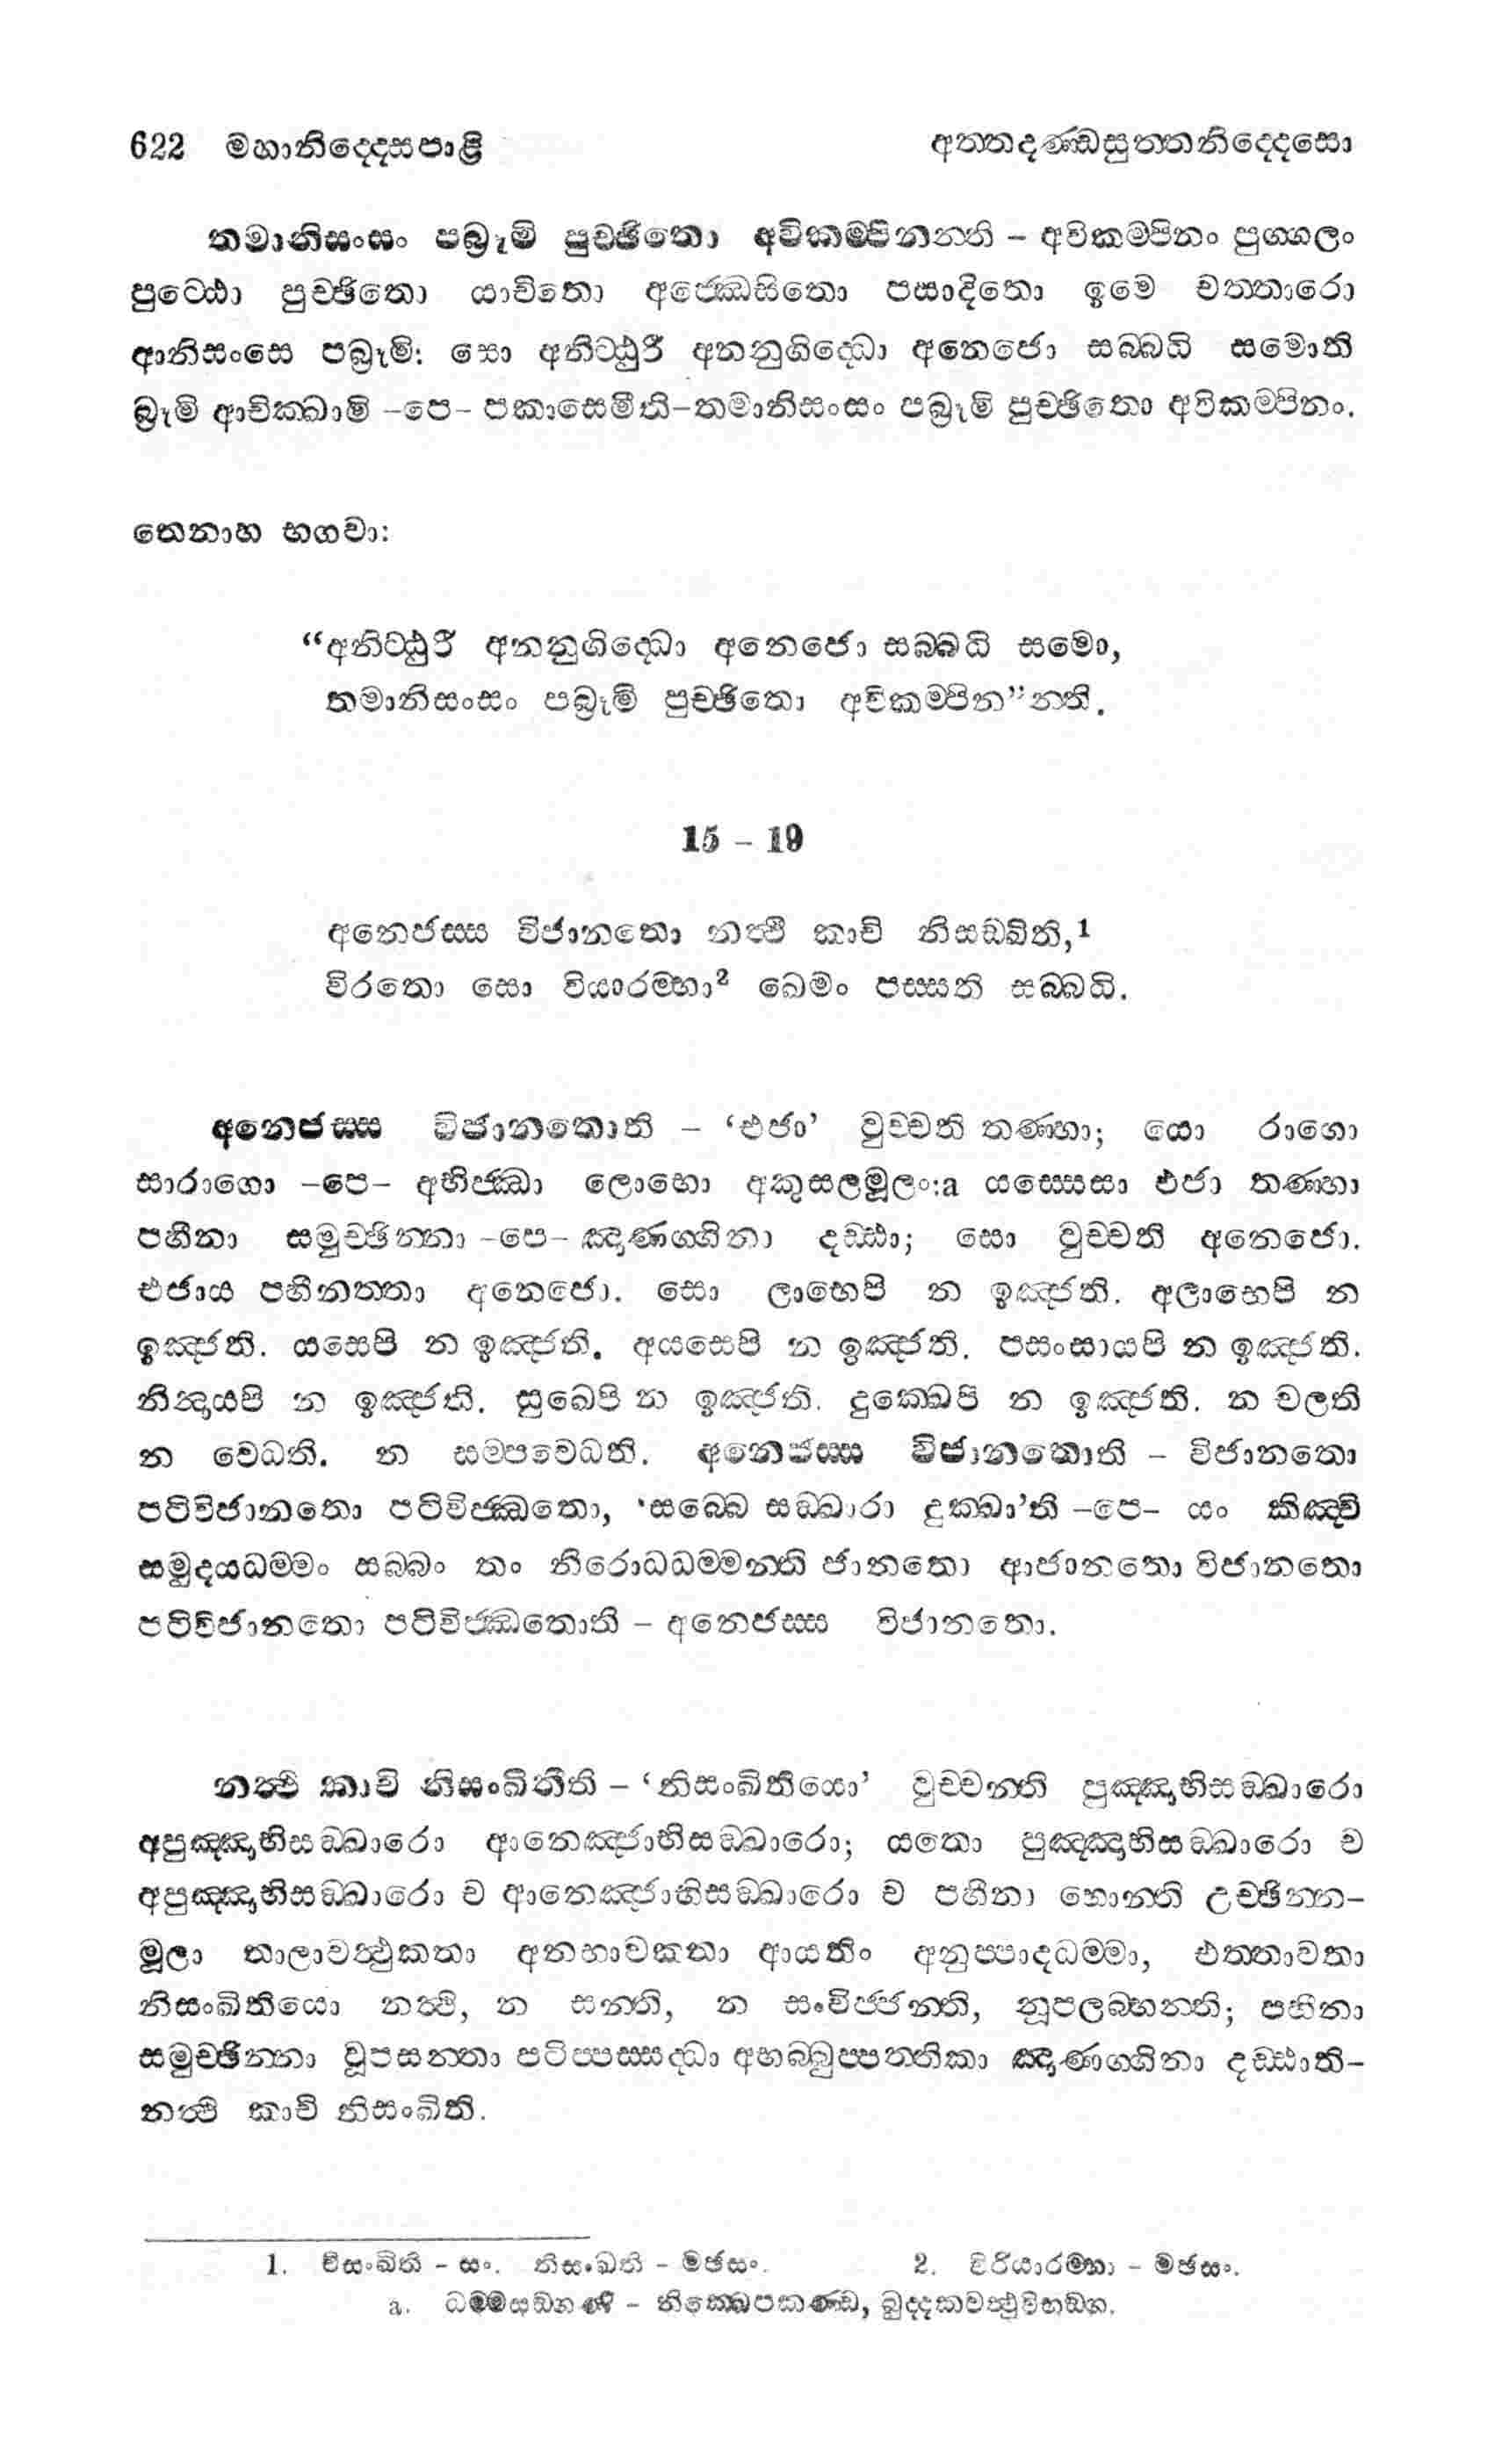 622 මහානිද්දෙසපාළි අත්තදණ්ඩසුත්තනිද්දෙසො
තමානිසංසං පබ්‍රූමි පුච්ඡිතො අවිකම්පිනන්ති – අවිකම්පිනං පුග්ගලං
පුට්ඨො පුච්ඡිතො යාචිතො අජ්ඣෙසිතො පසාදිතො ඉමෙ චත්තාරො
ආනිසංසෙ පබ්‍රූමි: සො අනිට්ඨුරී අනනුගිද්ධො අනෙජො සබ්බධි සමොති
බ්‍රූමි ආචික්ඛාමි –පෙ– පකාසෙමීති–තමානිසංසං පබ්‍රූමි පුච්ඡිතො අවිකම්පිනං.
තෙනාහ භගවා:
“අනිට්ඨුරී අනනුගිද්ධො අනෙජො සබ්බධි සමො,
තමානිසංසං පබ්‍රූමි පුච්ඡිතො අවිකම්පින”න්ති.
15 – 19
අනෙජස්ස විජානතො නත්ථි කාචි නිසඞ්ඛිති,1
විරතො සො වියාරම්භා2 ඛෙමං පස්සති සබ්බධි.
අනෙජස්ස විජානතොති – ‘එජා’ වුච්චති තණ්හා; යො රාගො
සාරාගො –පෙ– අභිජ්ඣා ලොභො අකුසලමූලං:a යස්සෙසා එජා තණ්හා
පහීනා සමුච්ඡින්නා –පෙ– ඤාණග්ගිනා දඩ්ඪා; සො වුච්චති අනෙජො.
එජාය පහීනත්තා අනෙජො. සො ලාභෙපි න ඉඤ්ජති. අලාභෙපි න
ඉඤ්ජති. යසෙපි න ඉඤ්ජති. අයසෙපි න ඉඤ්ජති. පසංසායපි න ඉඤ්ජති.
නින්දායපි න ඉඤ්ජති. සුඛෙපි න ඉඤ්ජති. දුක්ඛෙපි න ඉඤ්ජති. න චලති
න වෙධති. න සම්පවෙධති. අනෙජස්ස විජානතොති – විජානතො
පටිවිජානතො පටිවිජ්ඣතො, ‘සබ්බෙ සඞ්ඛාරා දුක්ඛා’ති –පෙ– යං කිඤ්චි
සමුදයධම්මං සබ්බං තං නිරොධධම්මන්ති ජානතො ආජානතො විජානතො
පටිවිජානතො පටිවිජ්ඣතොති – අනෙජස්ස විජානතො.
නත්ථි කාචි නිසංඛිතීති – ‘නිසංඛිතියො’ වුච්චන්ති පුඤ්ඤාභිසඞ්ඛාරො
අපුඤ්ඤාභිසඞ්ඛාරො ආනෙඤ්ජාභිසඞ්ඛාරො; යතො පුඤ්ඤාභිසඞ්ඛාරො ච
අපුඤ්ඤාභිසඞ්ඛාරො ච ආනෙඤ්ජාභිසඞ්ඛාරො ච පහීනා හොන්ති උච්ඡින්න–
මූලා තාලාවත්ථුකතා අනභාවකතා ආයතිං අනුප්පාදධම්මා, එත්තාවතා
නිසංඛිතියො නත්ථි, න සන්ති, න සංවිජ්ජන්ති, නූපලබ්භන්ති; පහීනා
සමුච්ඡින්නා වූපසන්තා පටිප්පස්සද්ධා අභබ්බුප්පත්තිකා ඤාණග්ගිනා දඩ්ඪාති–
නත්ථි කාචි නිසංඛිති.
1. විසංඛිති – සං. නිසංඛති – මඡසං. 2. විරියාරම්භා – මඡසං.
a. ධම්මසඞ්ගණි – නික්ඛෙපකණ්ඩ, ඛුද්දකවත්ථුවිභඞ්ග.